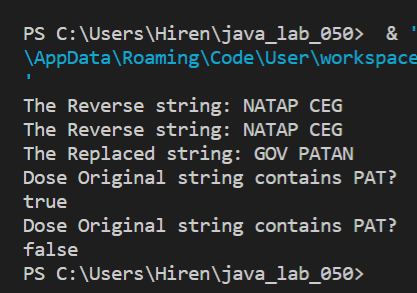 PS C:\Users\Hiren\java_lab_050>  & '
\AppData\Roaming\Code\User\workspace
'
The Reverse string: NATAP CEG
The Reverse string: NATAP CEG
The Replaced string: GOV PATAN
Dose Original string contains PAT?
true
Dose Original string contains PAT?
false
PS C:\Users\Hiren\java_lab_050>